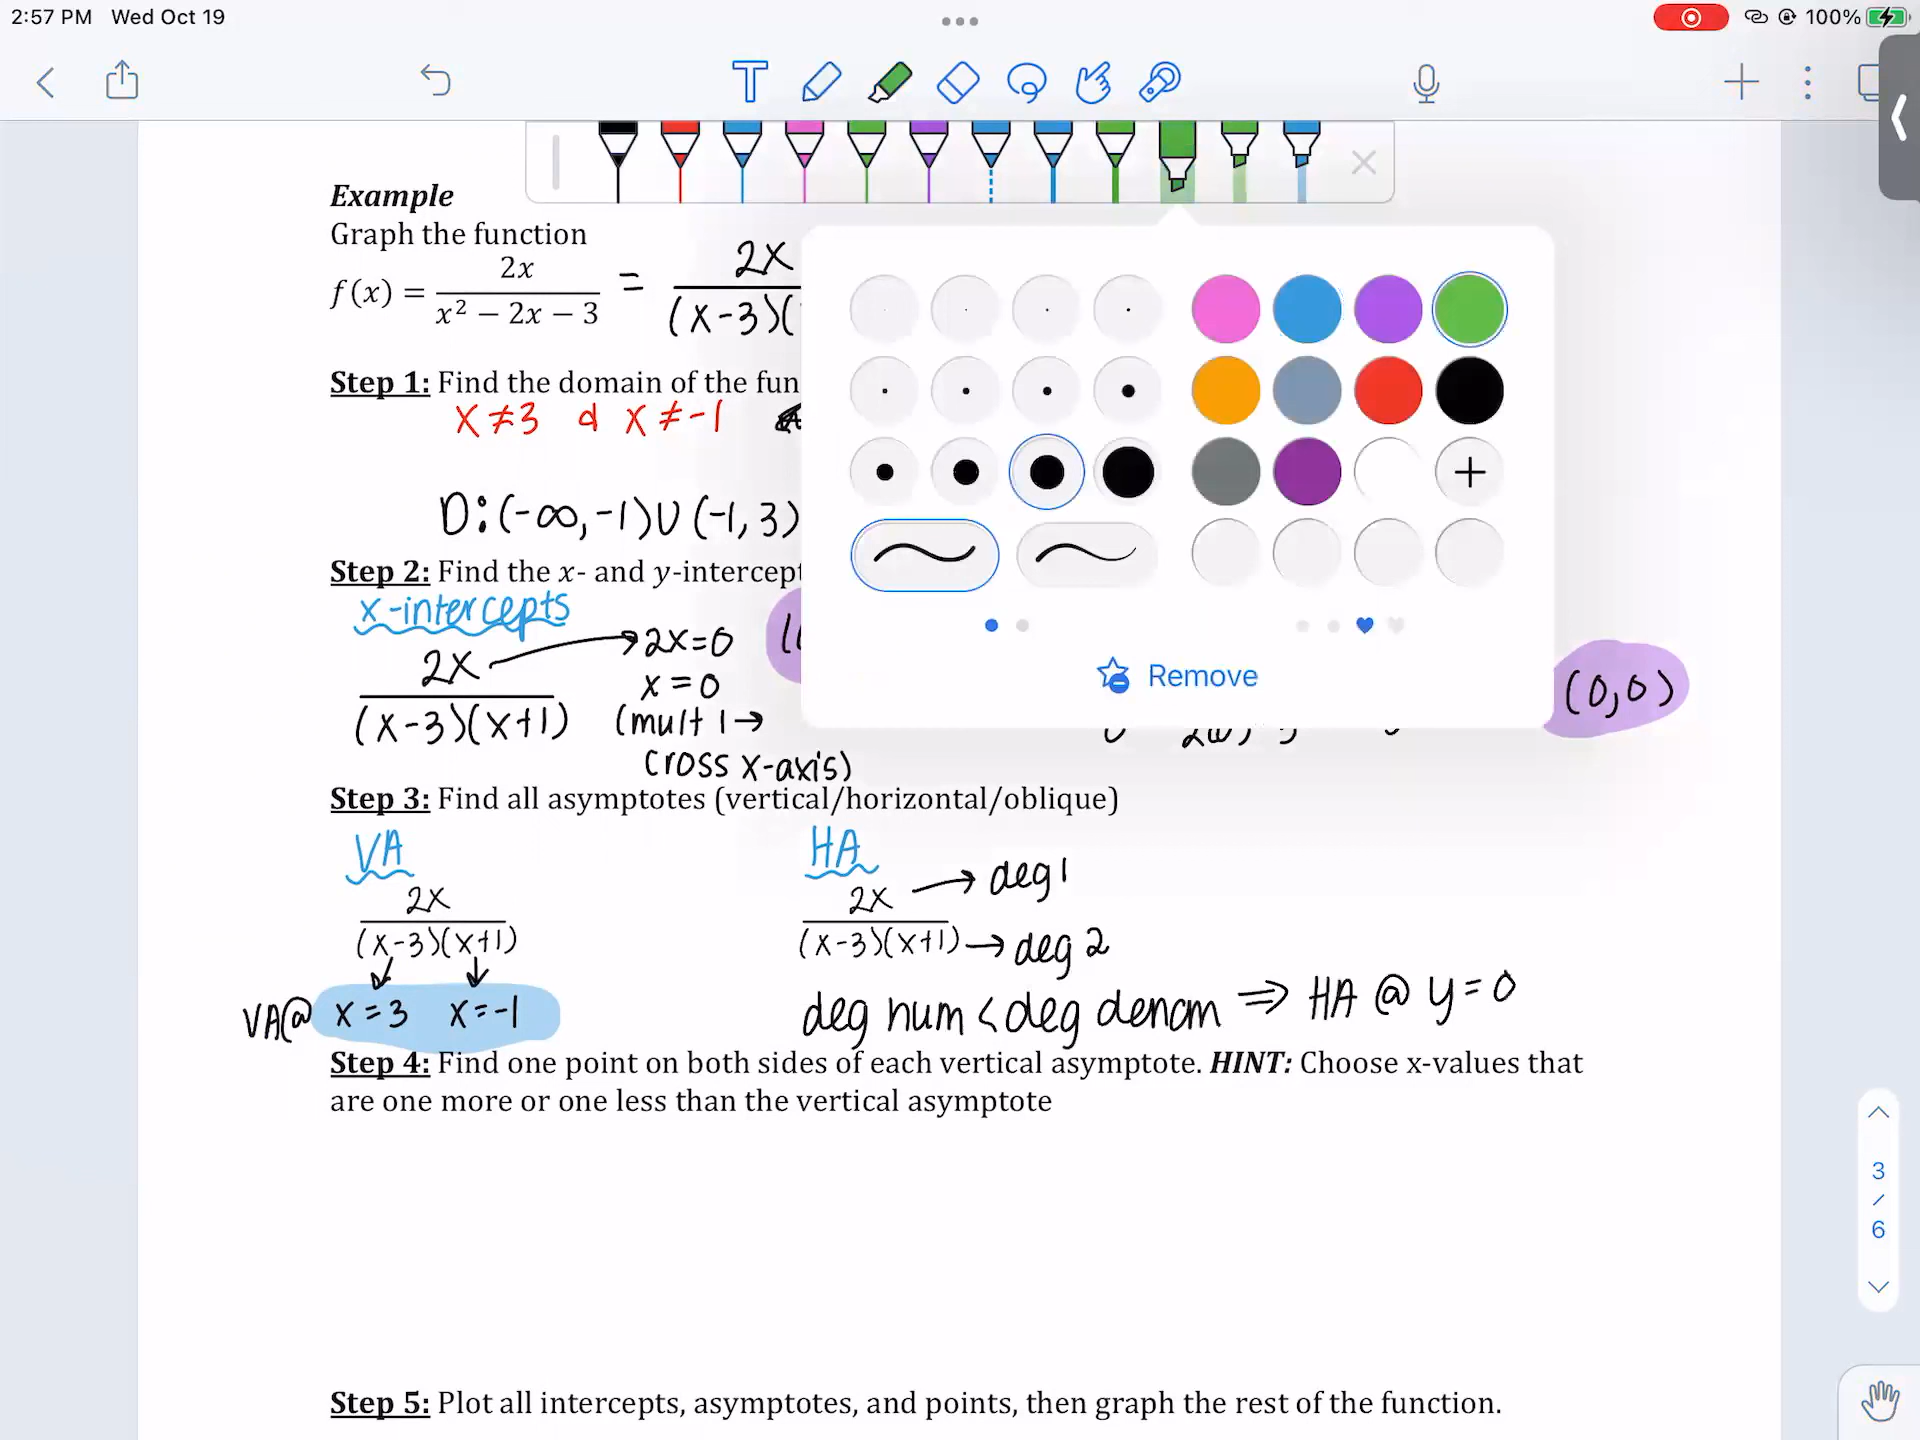 2:57 PM Wed Oct 19
100%
T
Example
Graph the function
f(x) = 2x / x² − 2x − 3 = 2x / (x-3)(
Step 1: Find the domain of the fun
x ≠ 3 & x ≠ -1
D: (-∞, -1) ∪ (-1, 3)
Step 2: Find the x- and y-intercept
x-intercepts
2x / (x-3)(x+1)
2x=0
x = 0
(mult 1 →
cross x-axis)
(0,0)
Remove
Step 3: Find all asymptotes (vertical/horizontal/oblique)
VA
2x / (x-3)(x+1)
VA@ x = 3 x = -1
HA
2x → deg 1
(x-3)(x+1) → deg 2
deg num < deg denom ⇒ HA @ y = 0
Step 4: Find one point on both sides of each vertical asymptote. HINT: Choose x-values that
are one more or one less than the vertical asymptote
3
/
6
Step 5: Plot all intercepts, asymptotes, and points, then graph the rest of the function.